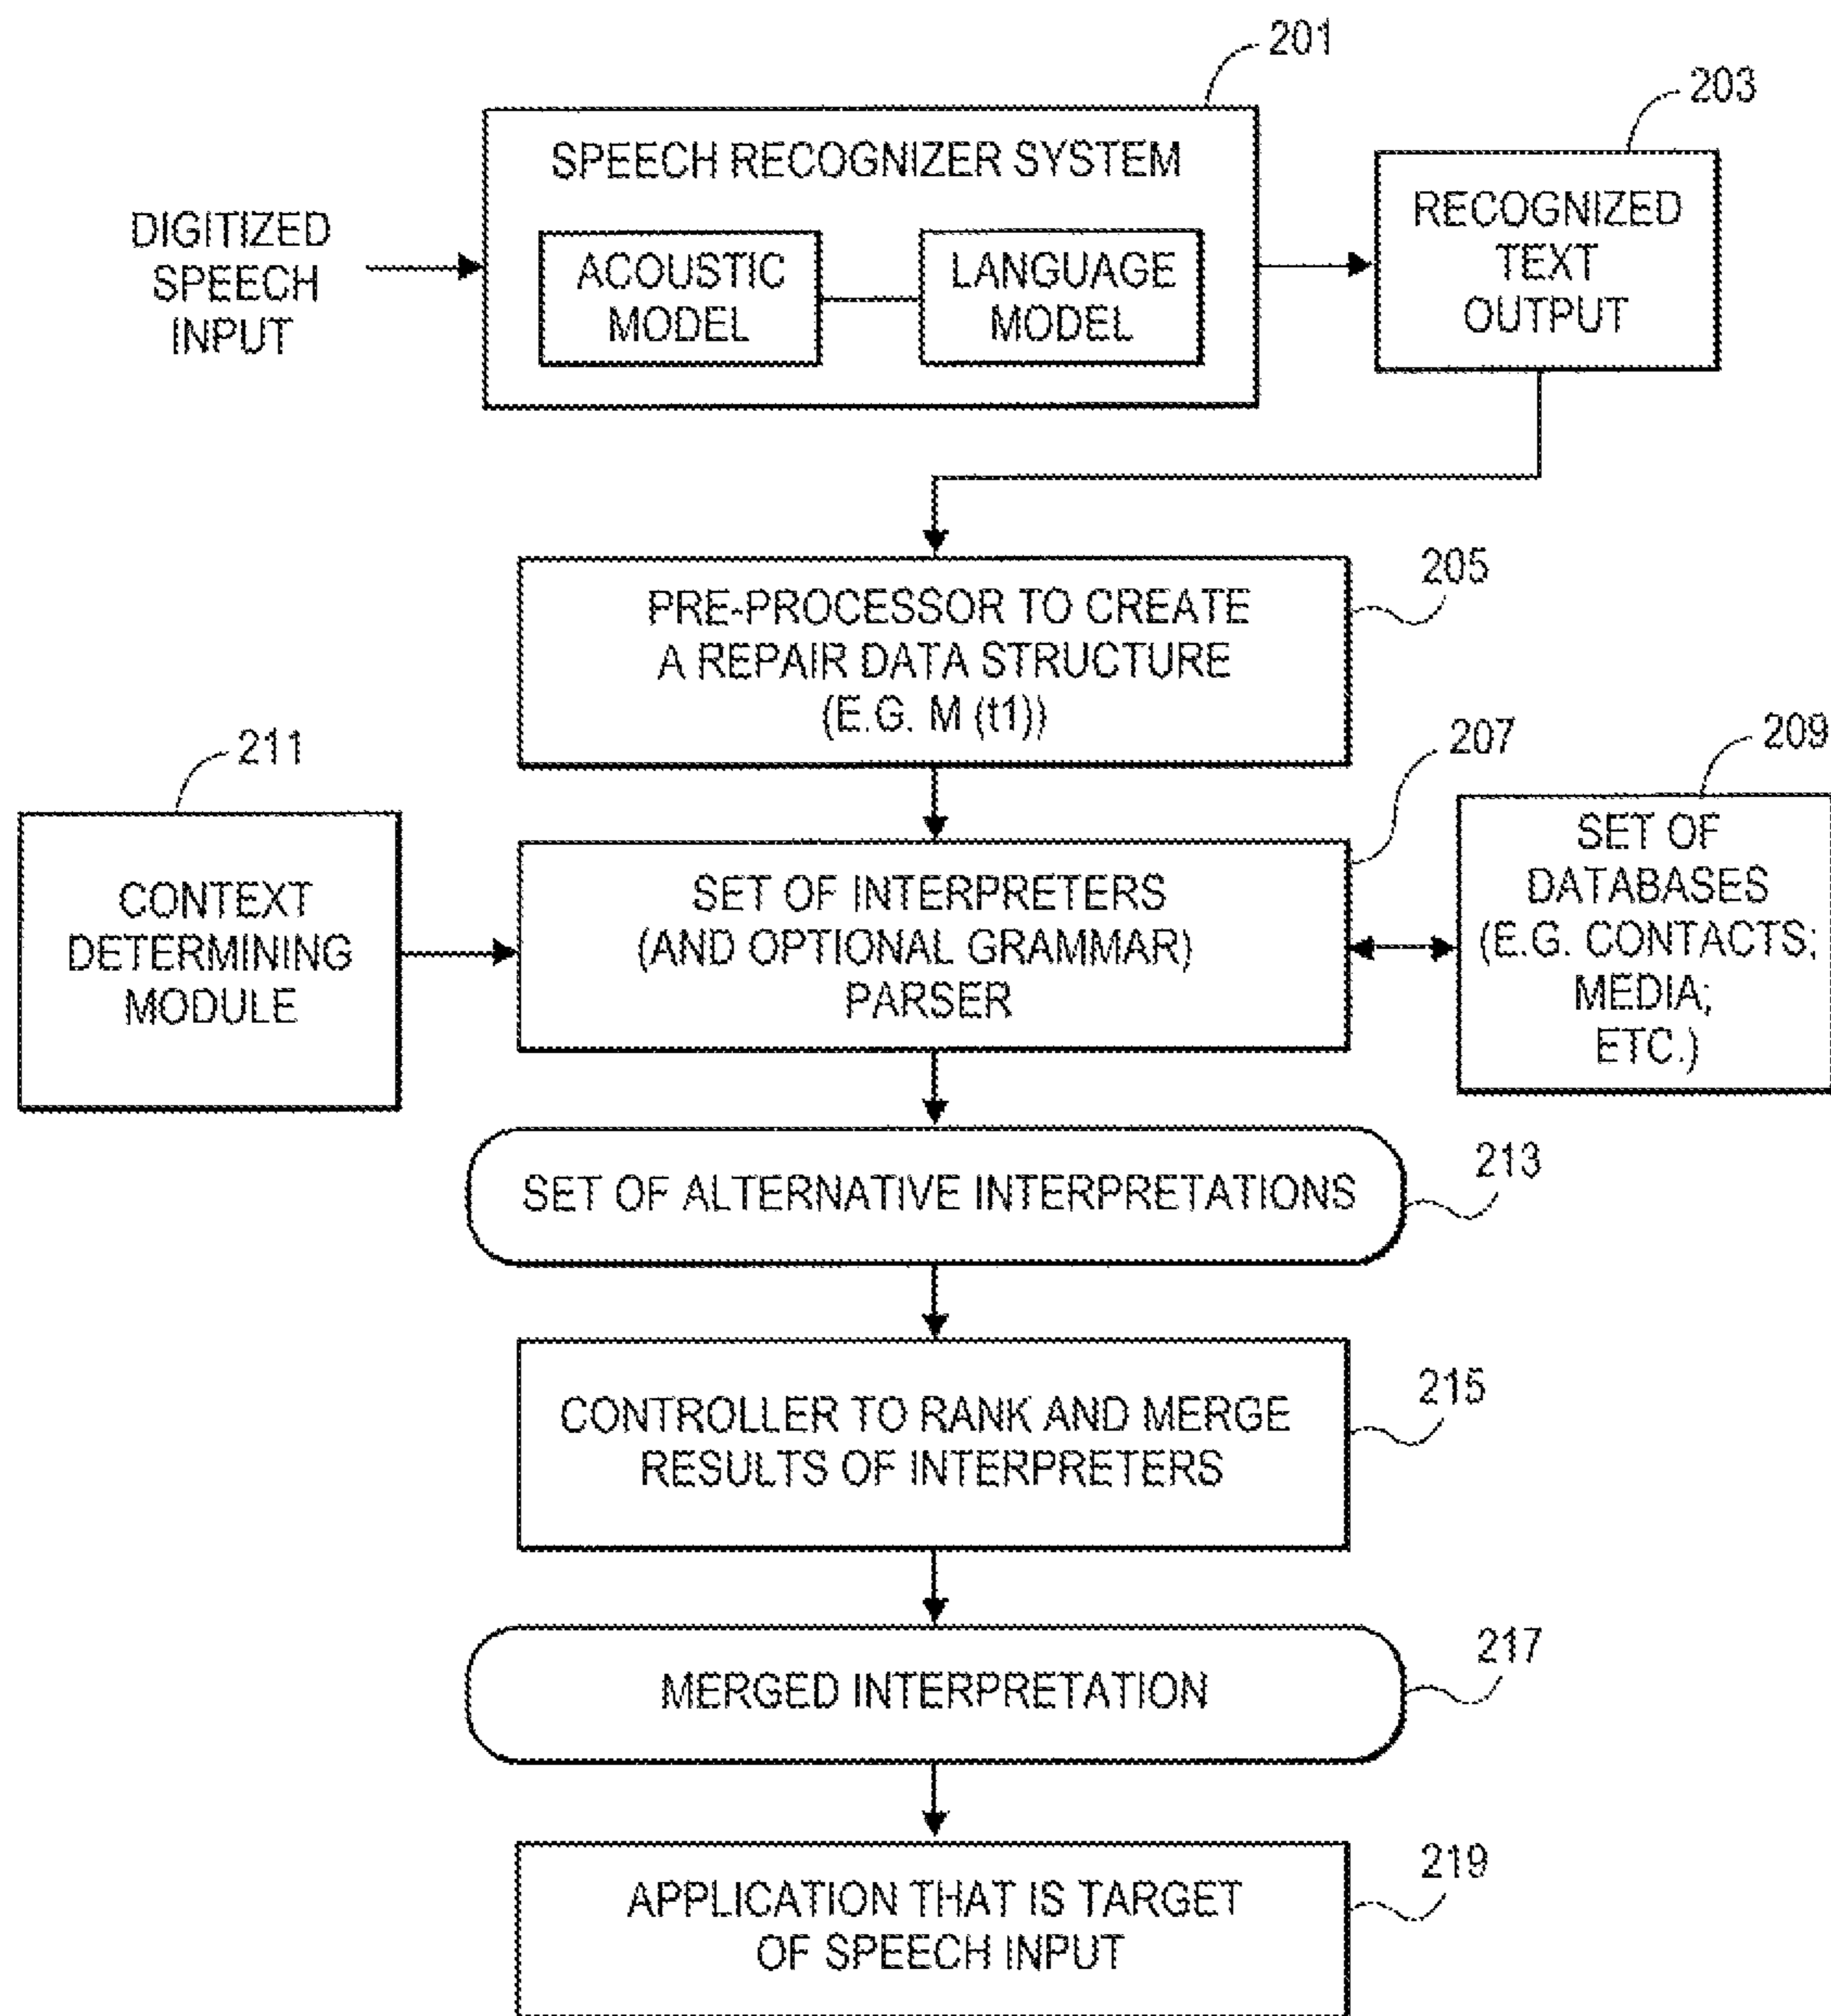 201
203
SPEECH RECOGNIZER SYSTEM
DIGITIZED
SPEECH
INPUT
ACOUSTIC
MODEL
LANGUAGE
MODEL
RECOGNIZED
TEXT
OUTPUT
205
PRE-PROCESSOR TO CREATE
A REPAIR DATA STRUCTURE
(E.G. M (t1))
211
207
209
CONTEXT
DETERMINING
MODULE
SET OF INTERPRETERS
(AND OPTIONAL GRAMMAR)
PARSER
SET OF
DATABASES
(E.G. CONTACTS;
MEDIA;
ETC.)
213
SET OF ALTERNATIVE INTERPRETATIONS
215
CONTROLLER TO RANK AND MERGE
RESULTS OF INTERPRETERS
217
MERGED INTERPRETATION
219
APPLICATION THAT IS TARGET
OF SPEECH INPUT